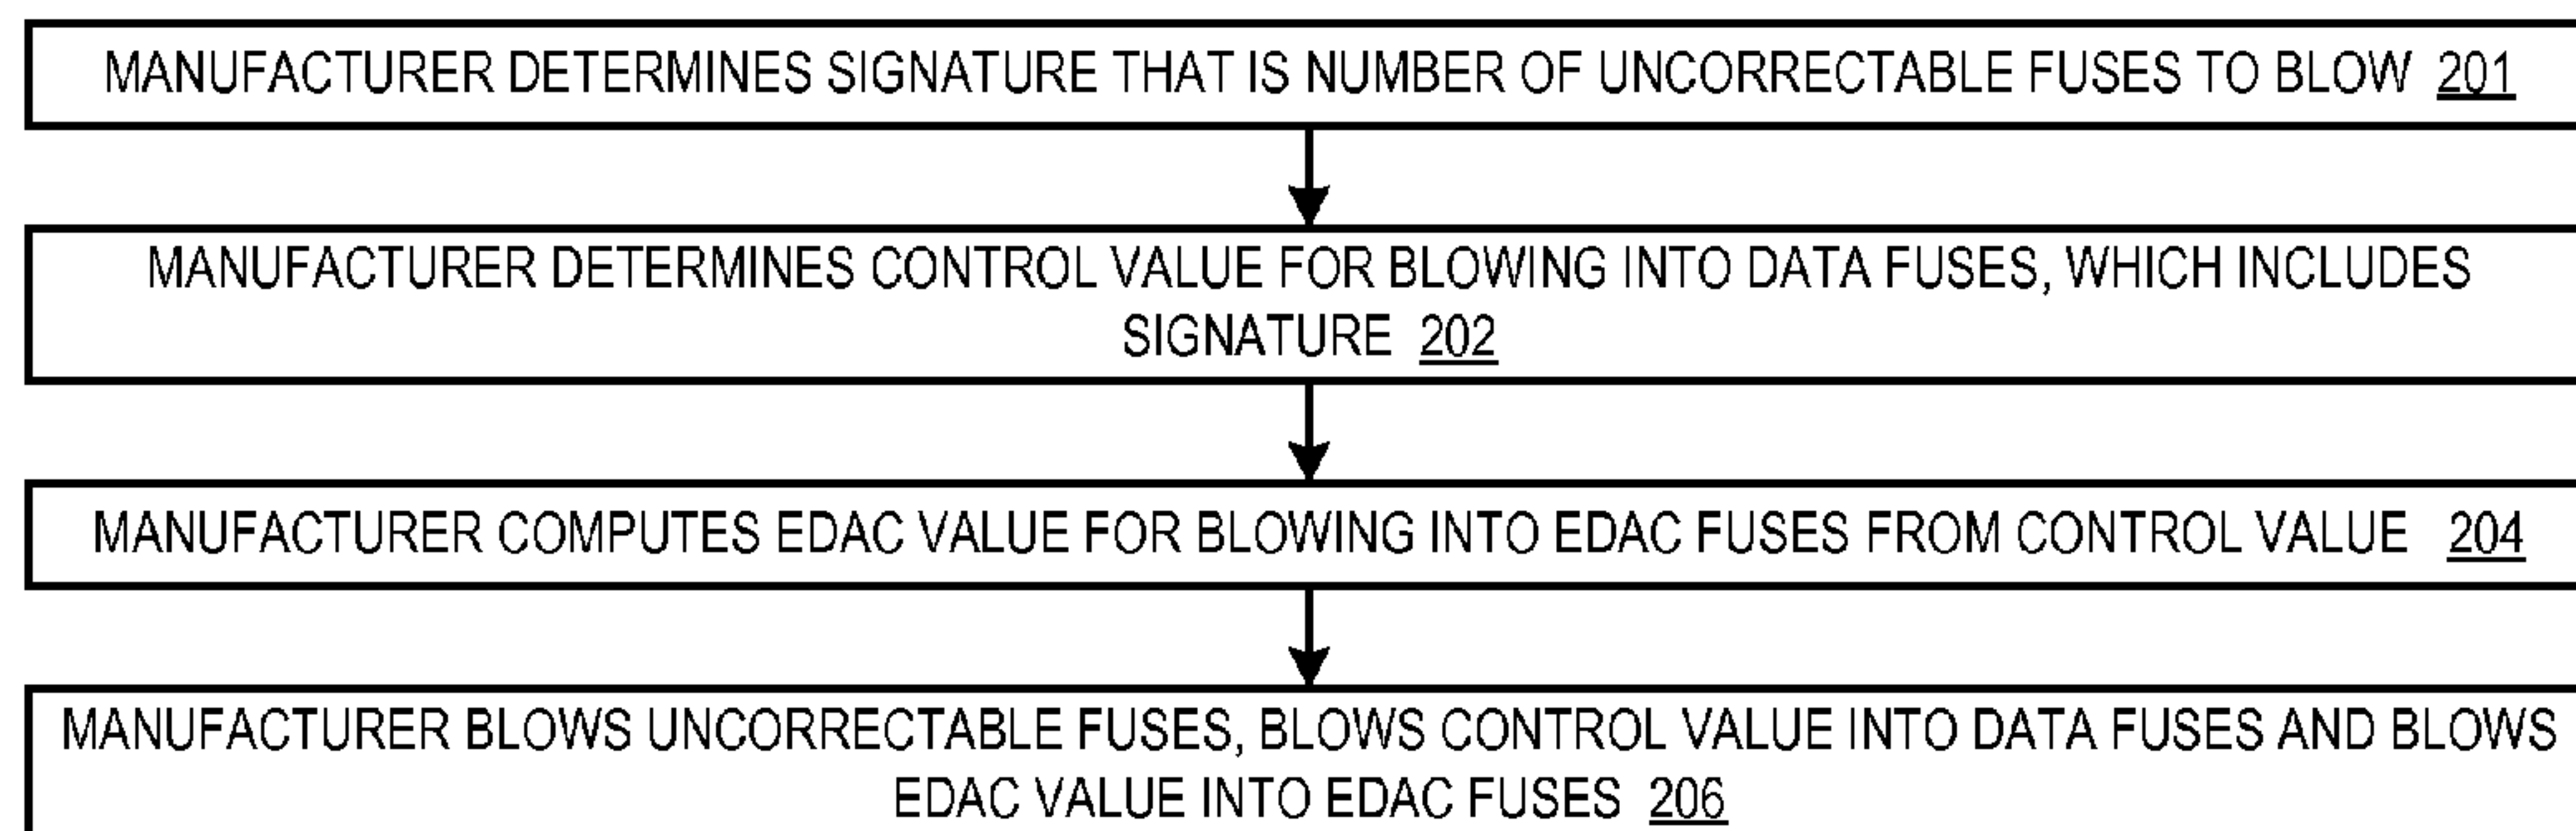 MANUFACTURER DETERMINES SIGNATURE THAT IS NUMBER OF UNCORRECTABLE FUSES TO BLOW 201
MANUFACTURER DETERMINES CONTROL VALUE FOR BLOWING INTO DATA FUSES, WHICH INCLUDES
SIGNATURE 202
MANUFACTURER COMPUTES EDAC VALUE FOR BLOWING INTO EDAC FUSES FROM CONTROL VALUE 204
MANUFACTURER BLOWS UNCORRECTABLE FUSES, BLOWS CONTROL VALUE INTO DATA FUSES AND BLOWS
EDAC VALUE INTO EDAC FUSES 206